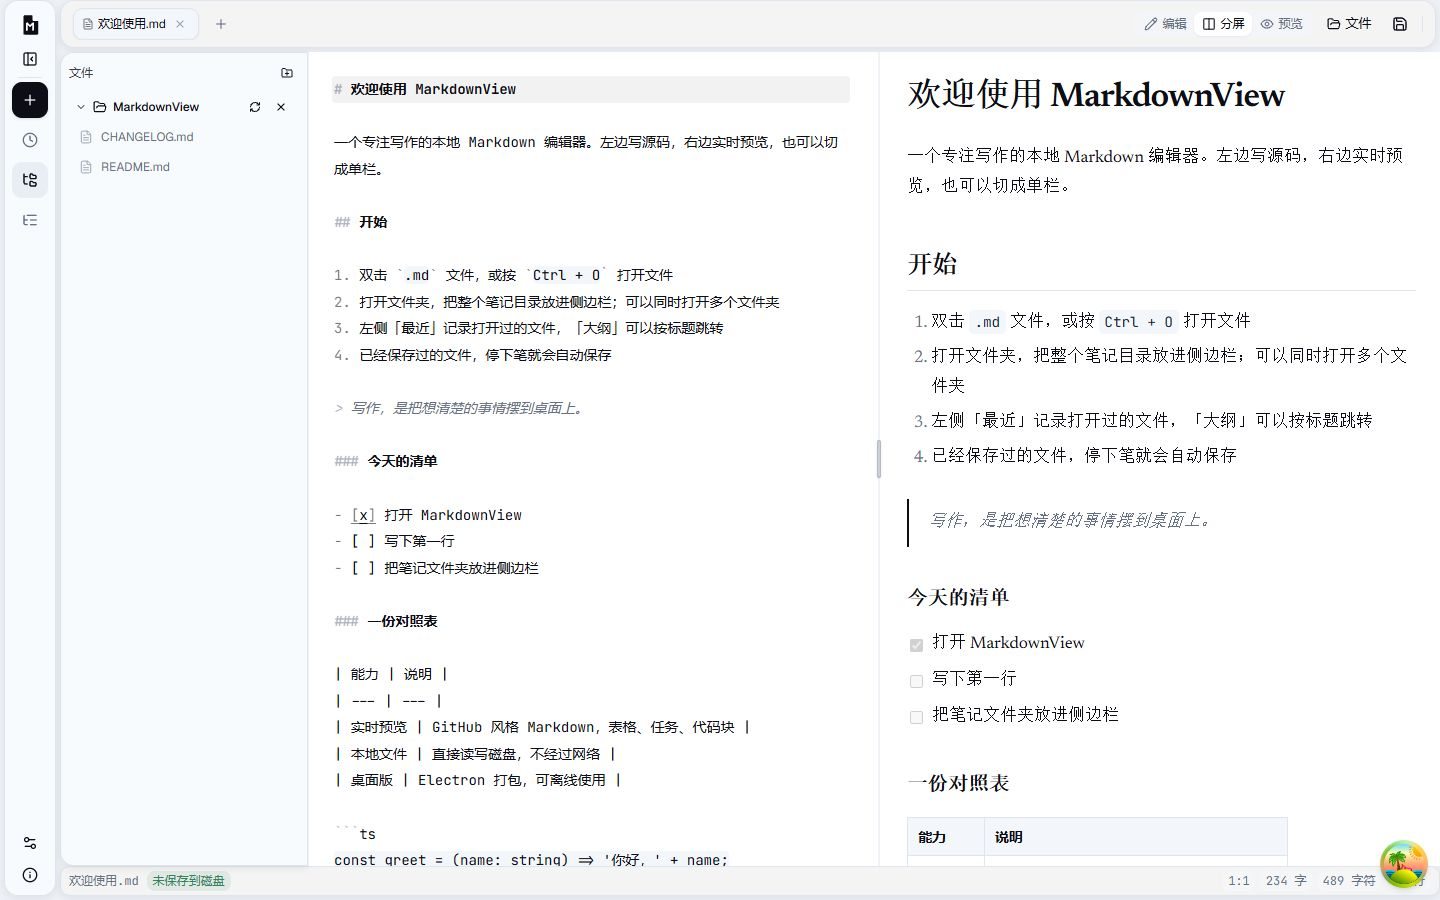 欢迎使用.md
编辑 分屏 预览 文件
文件
MarkdownView
CHANGELOG.md
README.md
# 欢迎使用 MarkdownView
一个专注写作的本地 Markdown 编辑器。左边写源码，右边实时预览，也可以切
成单栏。
## 开始
1. 双击 `.md` 文件，或按 `Ctrl + O` 打开文件
2. 打开文件夹，把整个笔记目录放进侧边栏；可以同时打开多个文件夹
3. 左侧「最近」记录打开过的文件，「大纲」可以按标题跳转
4. 已经保存过的文件，停下笔就会自动保存
> 写作，是把想清楚的事情摆到桌面上。
### 今天的清单
- [x] 打开 MarkdownView
- [ ] 写下第一行
- [ ] 把笔记文件夹放进侧边栏
### 一份对照表
| 能力 | 说明 |
| --- | --- |
| 实时预览 | GitHub 风格 Markdown，表格、任务、代码块 |
| 本地文件 | 直接读写磁盘，不经过网络 |
| 桌面版 | Electron 打包，可离线使用 |
```ts
const greet = (name: string) => '你好，' + name;
欢迎使用 MarkdownView
一个专注写作的本地 Markdown 编辑器。左边写源码，右边实时预
览，也可以切成单栏。
开始
1. 双击 .md 文件，或按 Ctrl + O 打开文件
2. 打开文件夹，把整个笔记目录放进侧边栏；可以同时打开多个文
件夹
3. 左侧「最近」记录打开过的文件，「大纲」可以按标题跳转
4. 已经保存过的文件，停下笔就会自动保存
写作，是把想清楚的事情摆到桌面上。
今天的清单
打开 MarkdownView
写下第一行
把笔记文件夹放进侧边栏
一份对照表
能力 说明
欢迎使用.md 未保存到磁盘
1:1 234 字 489 字符